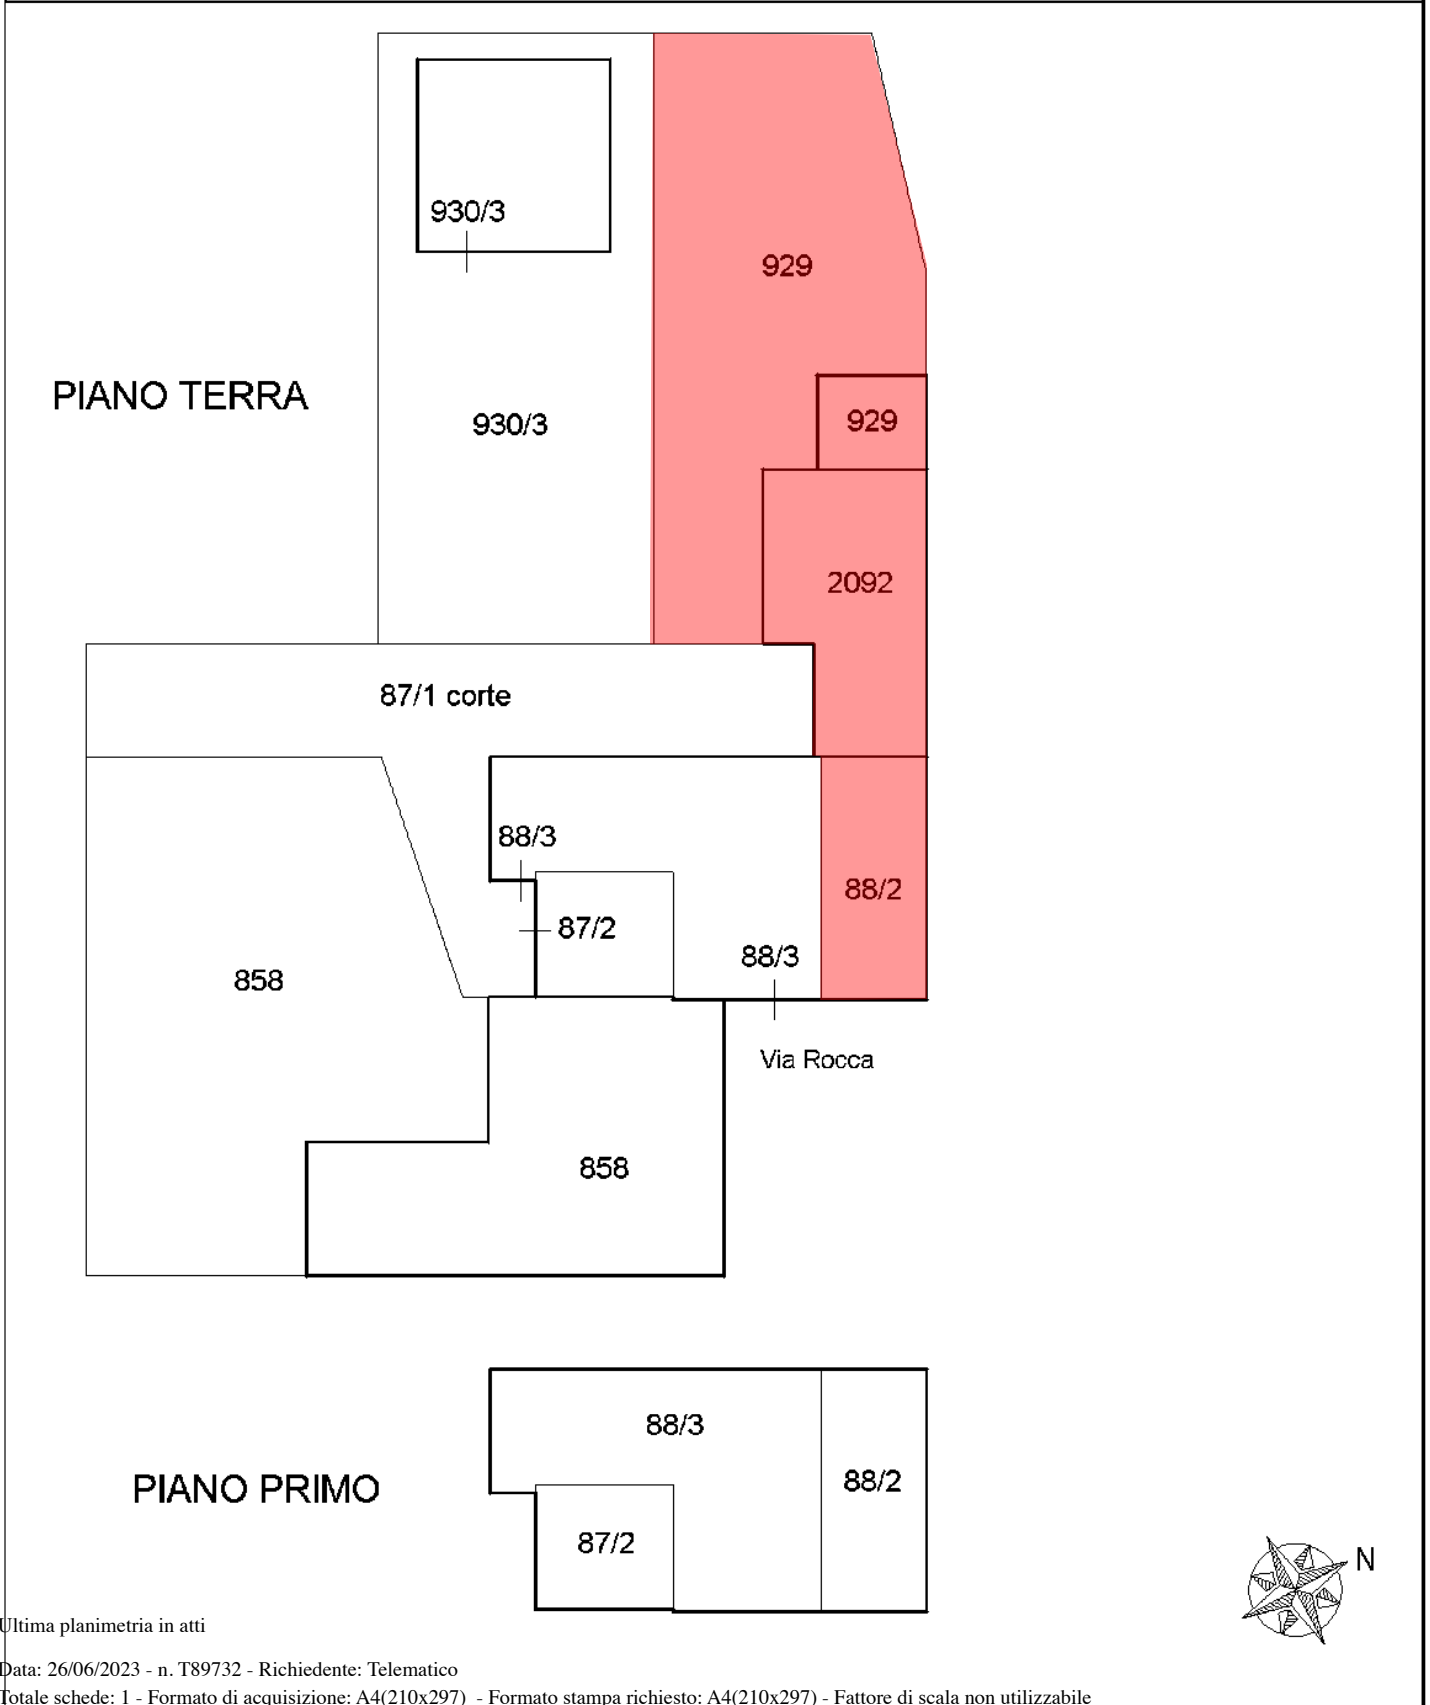 930/3
929
PIANO TERRA
930/3
929
2092
87/1 corte
88/3
88/2
87/2
88/3
858
Via Rocca
858
88/3
88/2
PIANO PRIMO
87/2
N
Ultima planimetria in atti
Data: 26/06/2023 - n. T89732 - Richiedente: Telematico
Totale schede: 1 - Formato di acquisizione: A4(210x297) - Formato stampa richiesto: A4(210x297) - Fattore di scala non utilizzabile